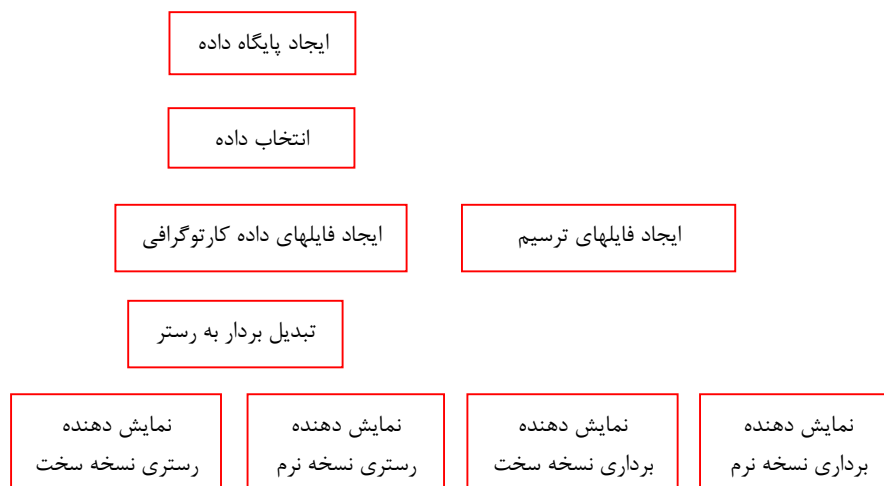 ایجاد پایگاه داده
انتخاب داده
ایجاد فایلهای ترسیم
ایجاد فایلهای داده کارتوگرافی
تبدیل بردار به رستر
نمایش دهنده
برداری نسخه نرم
نمایش دهنده
برداری نسخه سخت
نمایش دهنده
رستری نسخه نرم
نمایش دهنده
رستری نسخه سخت